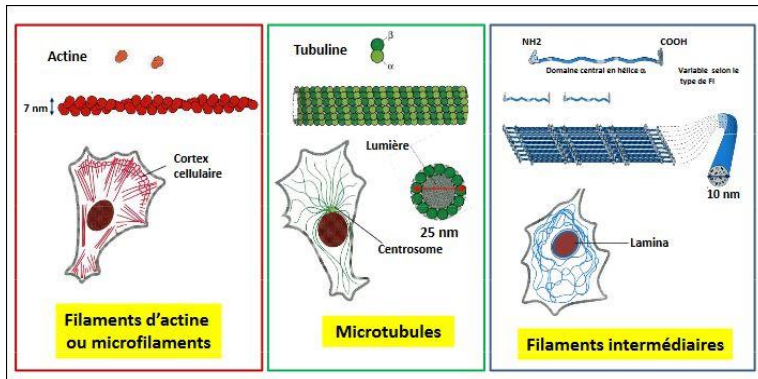 Actine
7 nm
Cortex
cellulaire
Filaments d'actine
ou microfilaments
Tubuline
β
α
Lumière
25 nm
Centrosome
Microtubules
NH2
COOH
Domaine central en hélice α
Variable selon le
type de FI
10 nm
Lamina
Filaments intermédiaires